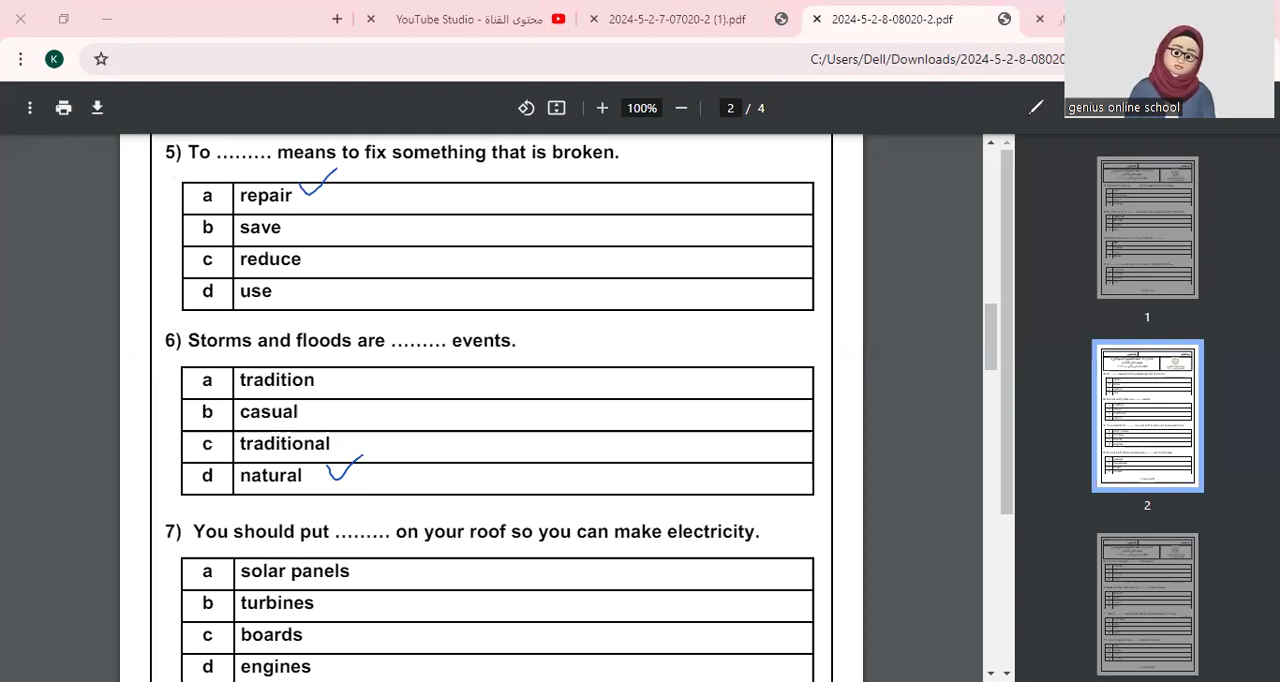 YouTube Studio - محتوى القناة
2024-5-2-7-07020-2 (1).pdf
2024-5-2-8-08020-2.pdf
K
C:/Users/Dell/Downloads/2024-5-2-8-0802
genius online school
100%
2 / 4
5) To ......... means to fix something that is broken.
a repair
b save
c reduce
d use
6) Storms and floods are ......... events.
a tradition
b casual
c traditional
d natural
7) You should put ......... on your roof so you can make electricity.
a solar panels
b turbines
c boards
d engines
1
2